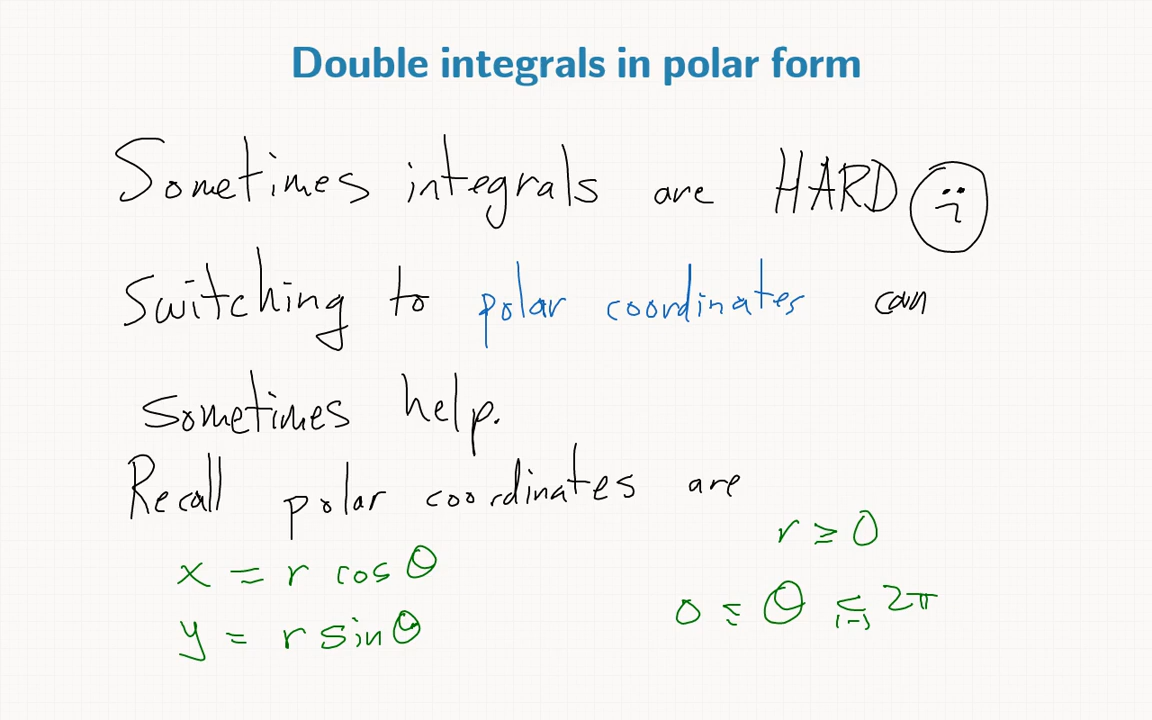 Double integrals in polar form
Sometimes integrals are HARD
Switching to polar coordinates can
sometimes help.
Recall polar coordinates are
r ≥ 0
x = r cos θ
0 ≤ θ ≤ 2π
(-)
y = r sin θ